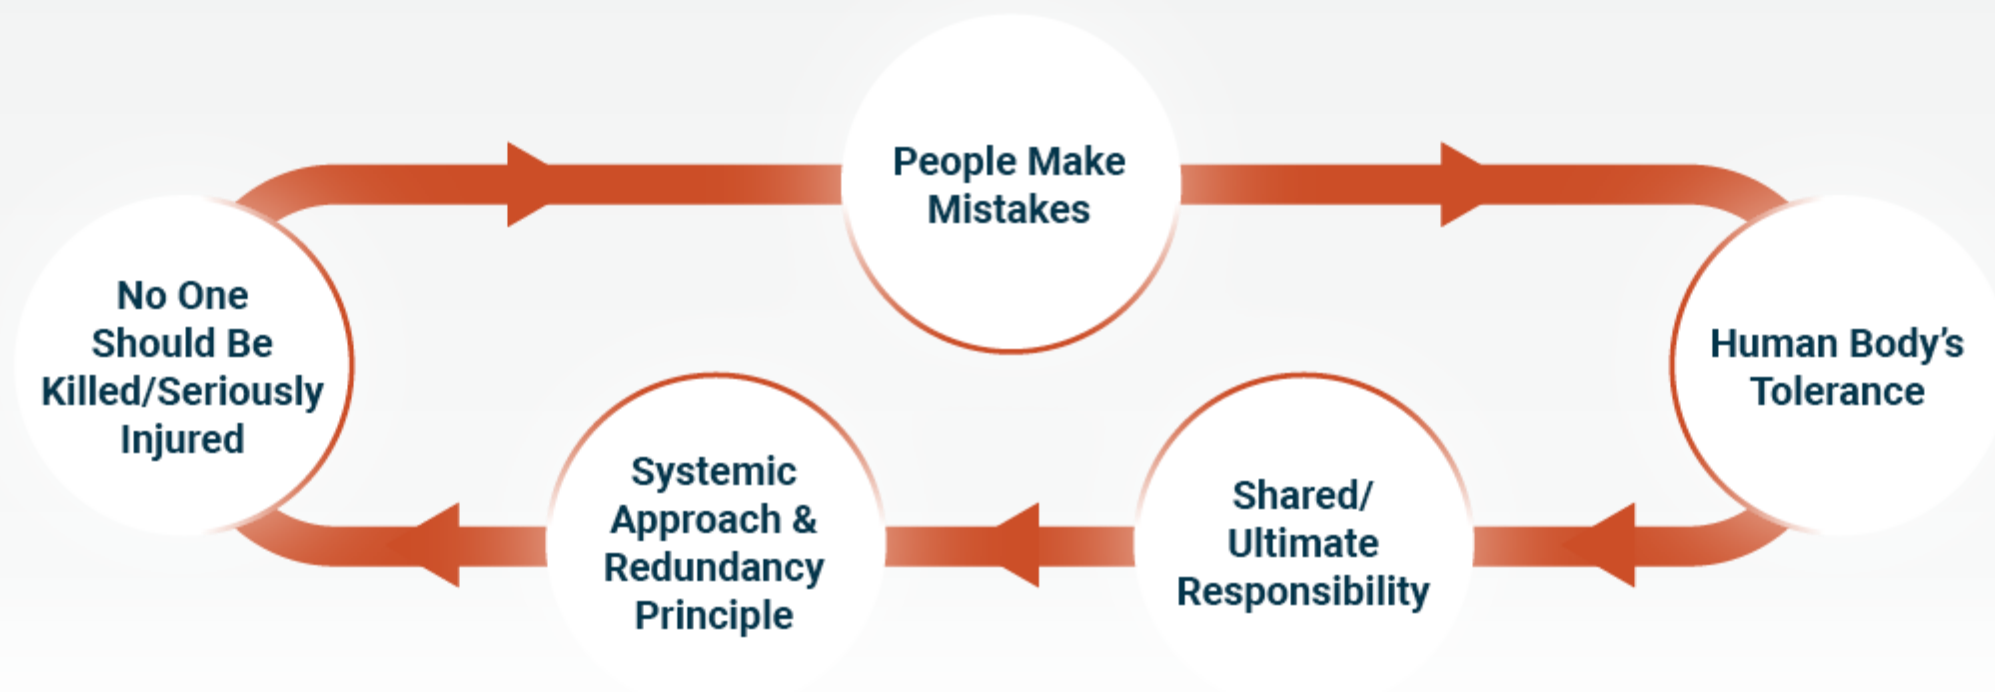 People Make
Mistakes
No One
Should Be
Killed/Seriously
Injured
Human Body’s
Tolerance
Systemic
Approach &
Redundancy
Principle
Shared/
Ultimate
Responsibility